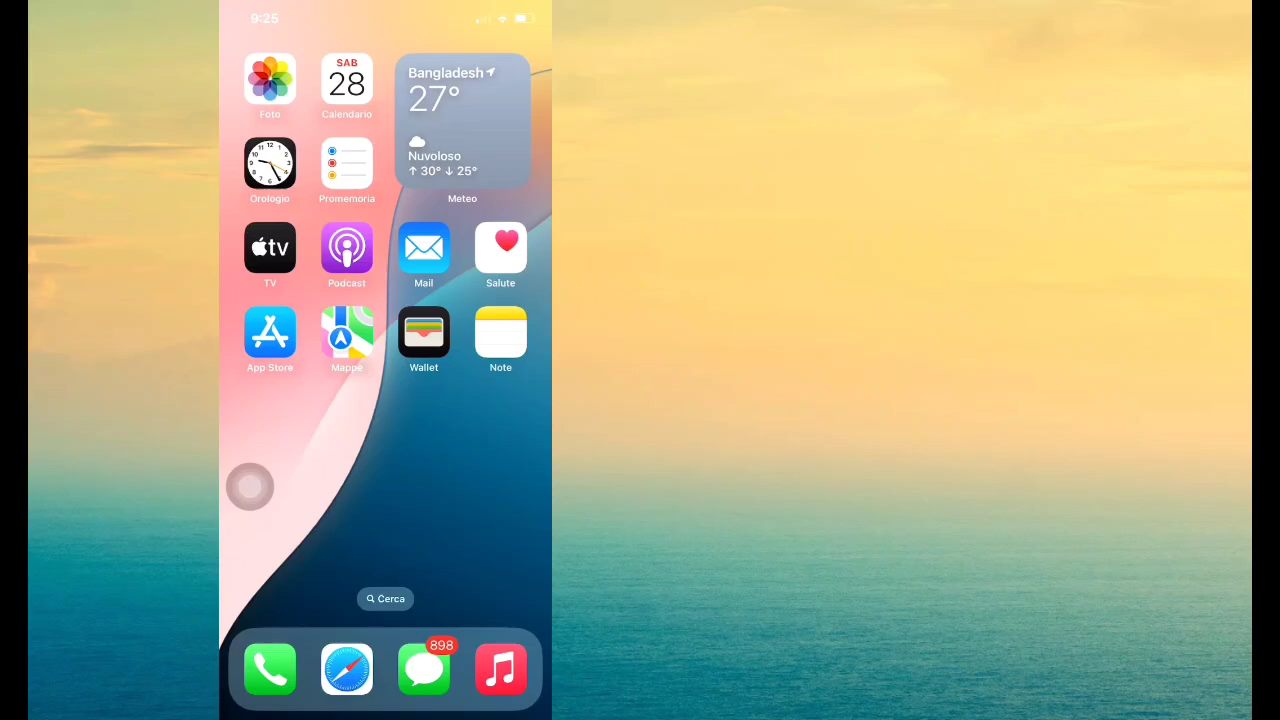 9:25
SAB
28
Bangladesh
27°
Nuvoloso
↑ 30° ↓ 25°
Foto
Calendario
Orologio
Promemoria
Meteo
tv
TV
Podcast
Mail
Salute
App Store
Mappe
Wallet
Note
Cerca
898